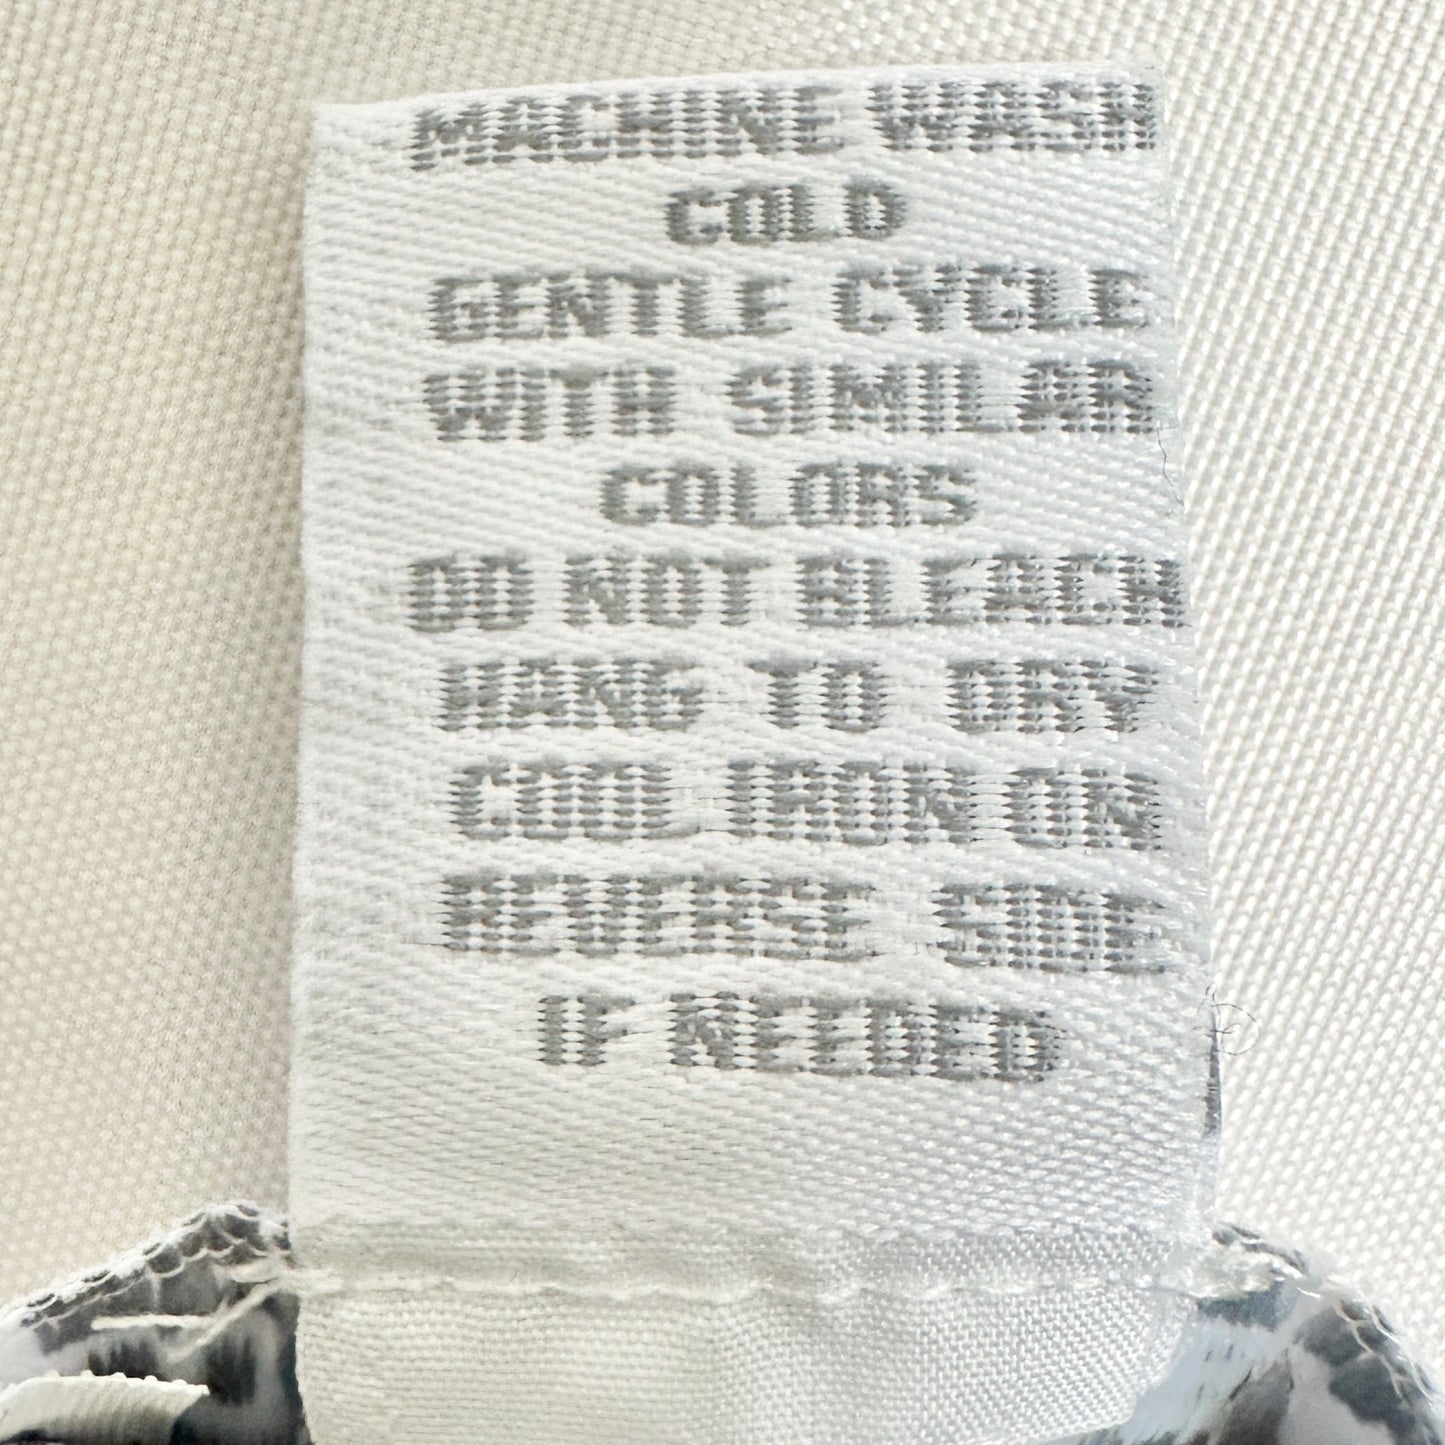 MACHINE WASH
COLD
GENTLE CYCLE
WITH SIMILAR
COLORS
DO NOT BLEACH
HANG TO DRY
COOL IRON ON
REVERSE SIDE
IF NEEDED